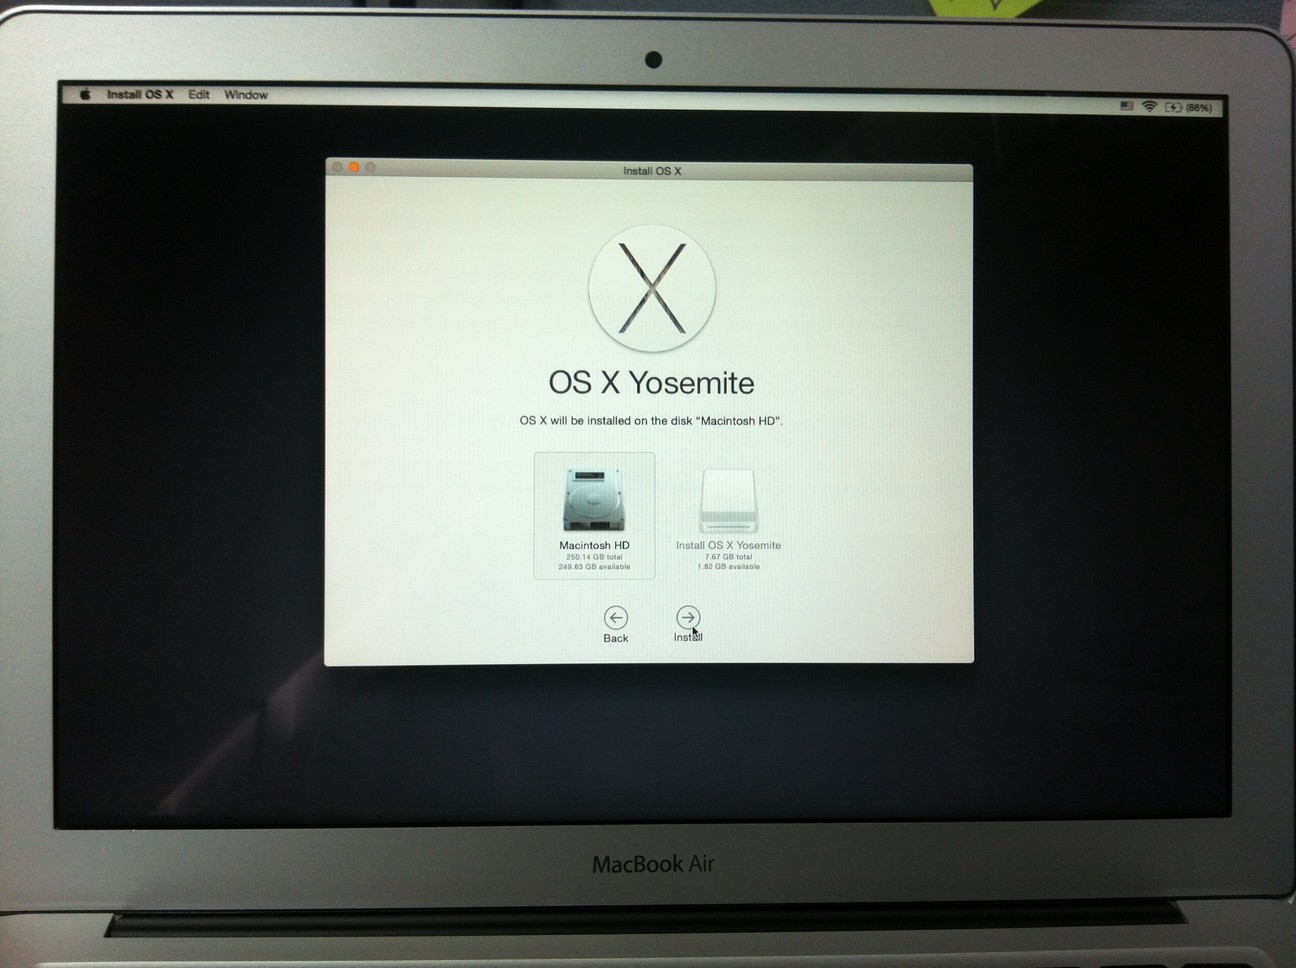 Install OS X Edit Window (88%)
Install OS X
OS X Yosemite
OS X will be installed on the disk “Macintosh HD”.
Macintosh HD
250.14 GB total
249.83 GB available
Install OS X Yosemite
7.67 GB total
1.82 GB available
Back
Install
MacBook Air